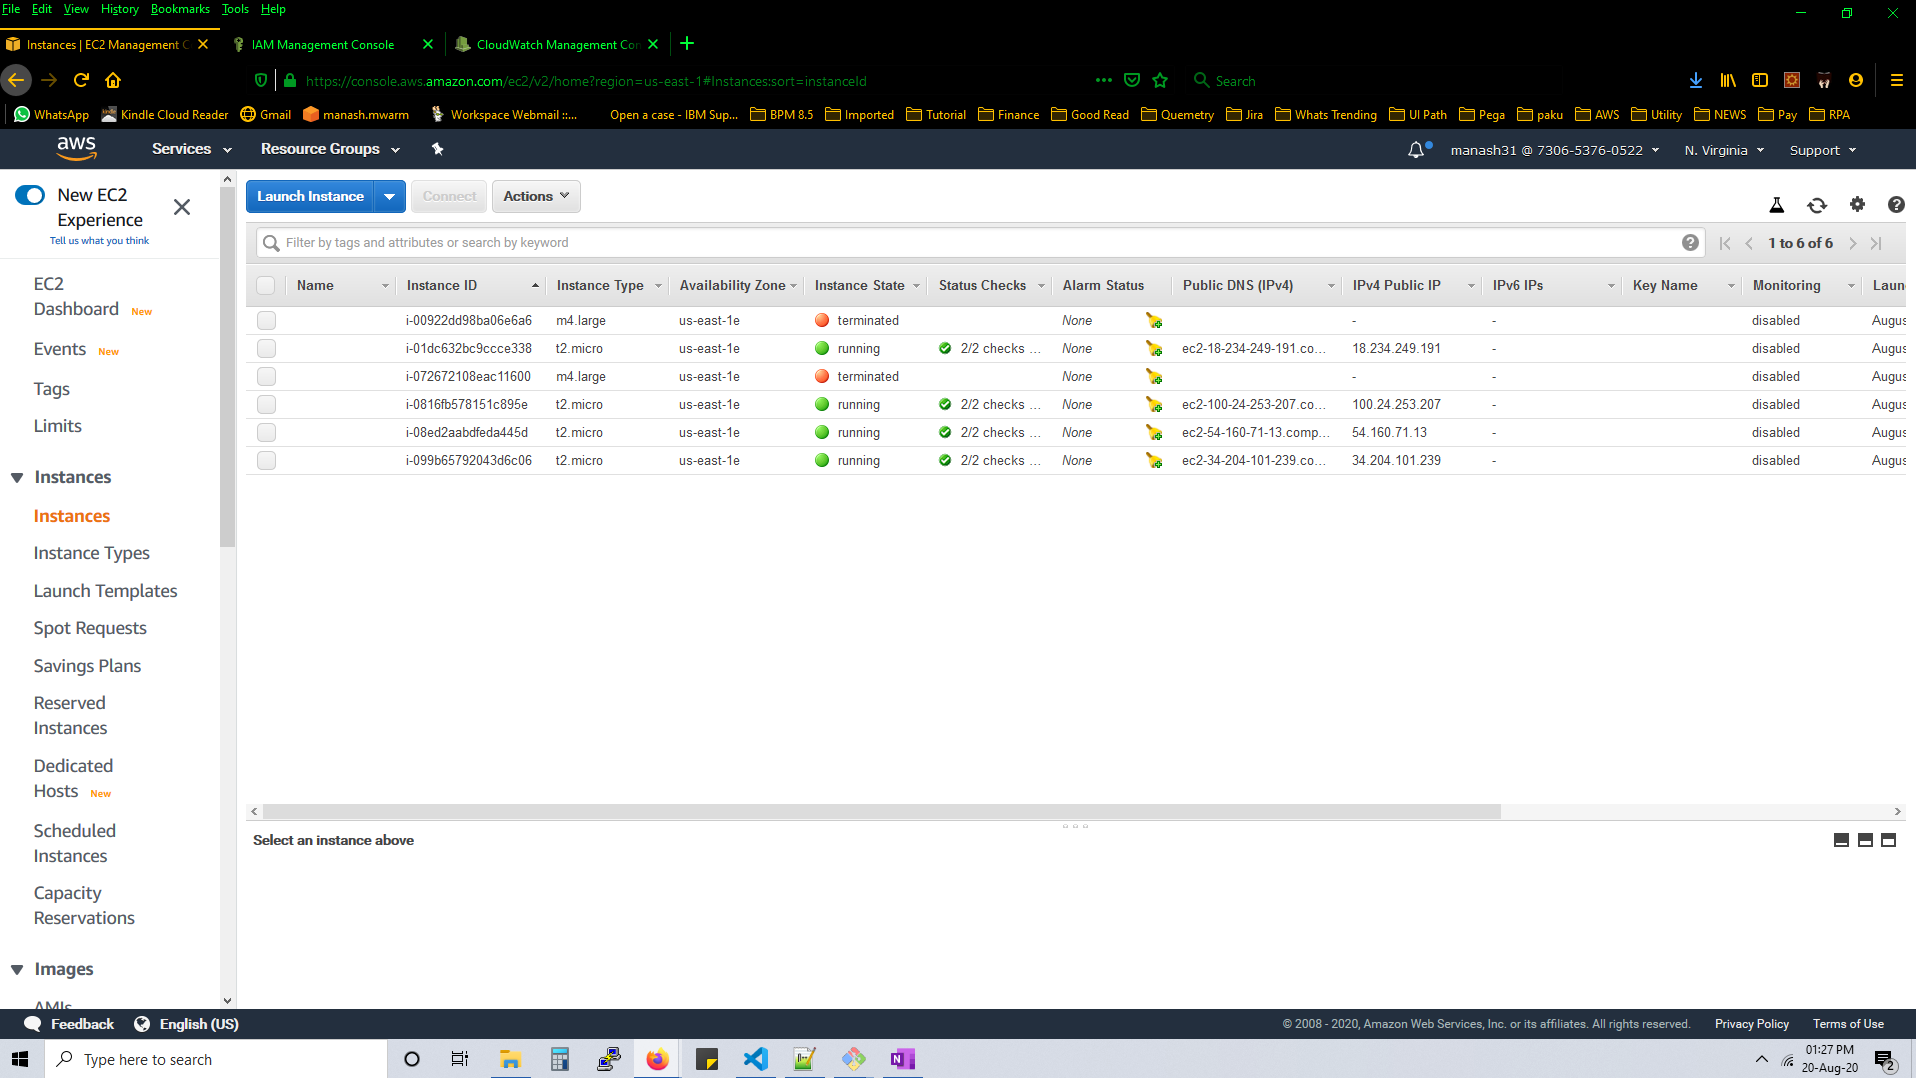 File Edit View History Bookmarks Tools Help
Instances | EC2 Management C IAM Management Console CloudWatch Management Con
https://console.aws.amazon.com/ec2/v2/home?region=us-east-1#Instances:sort=instanceId Search
WhatsApp Kindle Cloud Reader Gmail manash.mwarm Workspace Webmail ::... Open a case - IBM Sup... BPM 8.5 Imported Tutorial Finance Good Read Quemetry Jira Whats Trending UI Path Pega paku AWS Utility NEWS Pay RPA
aws Services Resource Groups manash31 @ 7306-5376-0522 N. Virginia Support
New EC2
Experience
Tell us what you think
Launch Instance Connect Actions
Filter by tags and attributes or search by keyword 1 to 6 of 6
Name Instance ID Instance Type Availability Zone Instance State Status Checks Alarm Status Public DNS (IPv4) IPv4 Public IP IPv6 IPs Key Name Monitoring Laun
i-00922dd98ba06e6a6 m4.large us-east-1e terminated None - - disabled Augus
i-01dc632bc9ccce338 t2.micro us-east-1e running 2/2 checks ... None ec2-18-234-249-191.co... 18.234.249.191 - disabled Augus
i-072672108eac11600 m4.large us-east-1e terminated None - - disabled Augus
i-0816fb578151c895e t2.micro us-east-1e running 2/2 checks ... None ec2-100-24-253-207.co... 100.24.253.207 - disabled Augus
i-08ed2aabdfeda445d t2.micro us-east-1e running 2/2 checks ... None ec2-54-160-71-13.comp... 54.160.71.13 - disabled Augus
i-099b65792043d6c06 t2.micro us-east-1e running 2/2 checks ... None ec2-34-204-101-239.co... 34.204.101.239 - disabled Augus
EC2
Dashboard New
Events New
Tags
Limits
Instances
Instances
Instance Types
Launch Templates
Spot Requests
Savings Plans
Reserved
Instances
Dedicated
Hosts New
Scheduled
Instances
Capacity
Reservations
Images
AMIs
Select an instance above
Feedback English (US) © 2008 - 2020, Amazon Web Services, Inc. or its affiliates. All rights reserved. Privacy Policy Terms of Use
Type here to search
01:27 PM
20-Aug-20
2